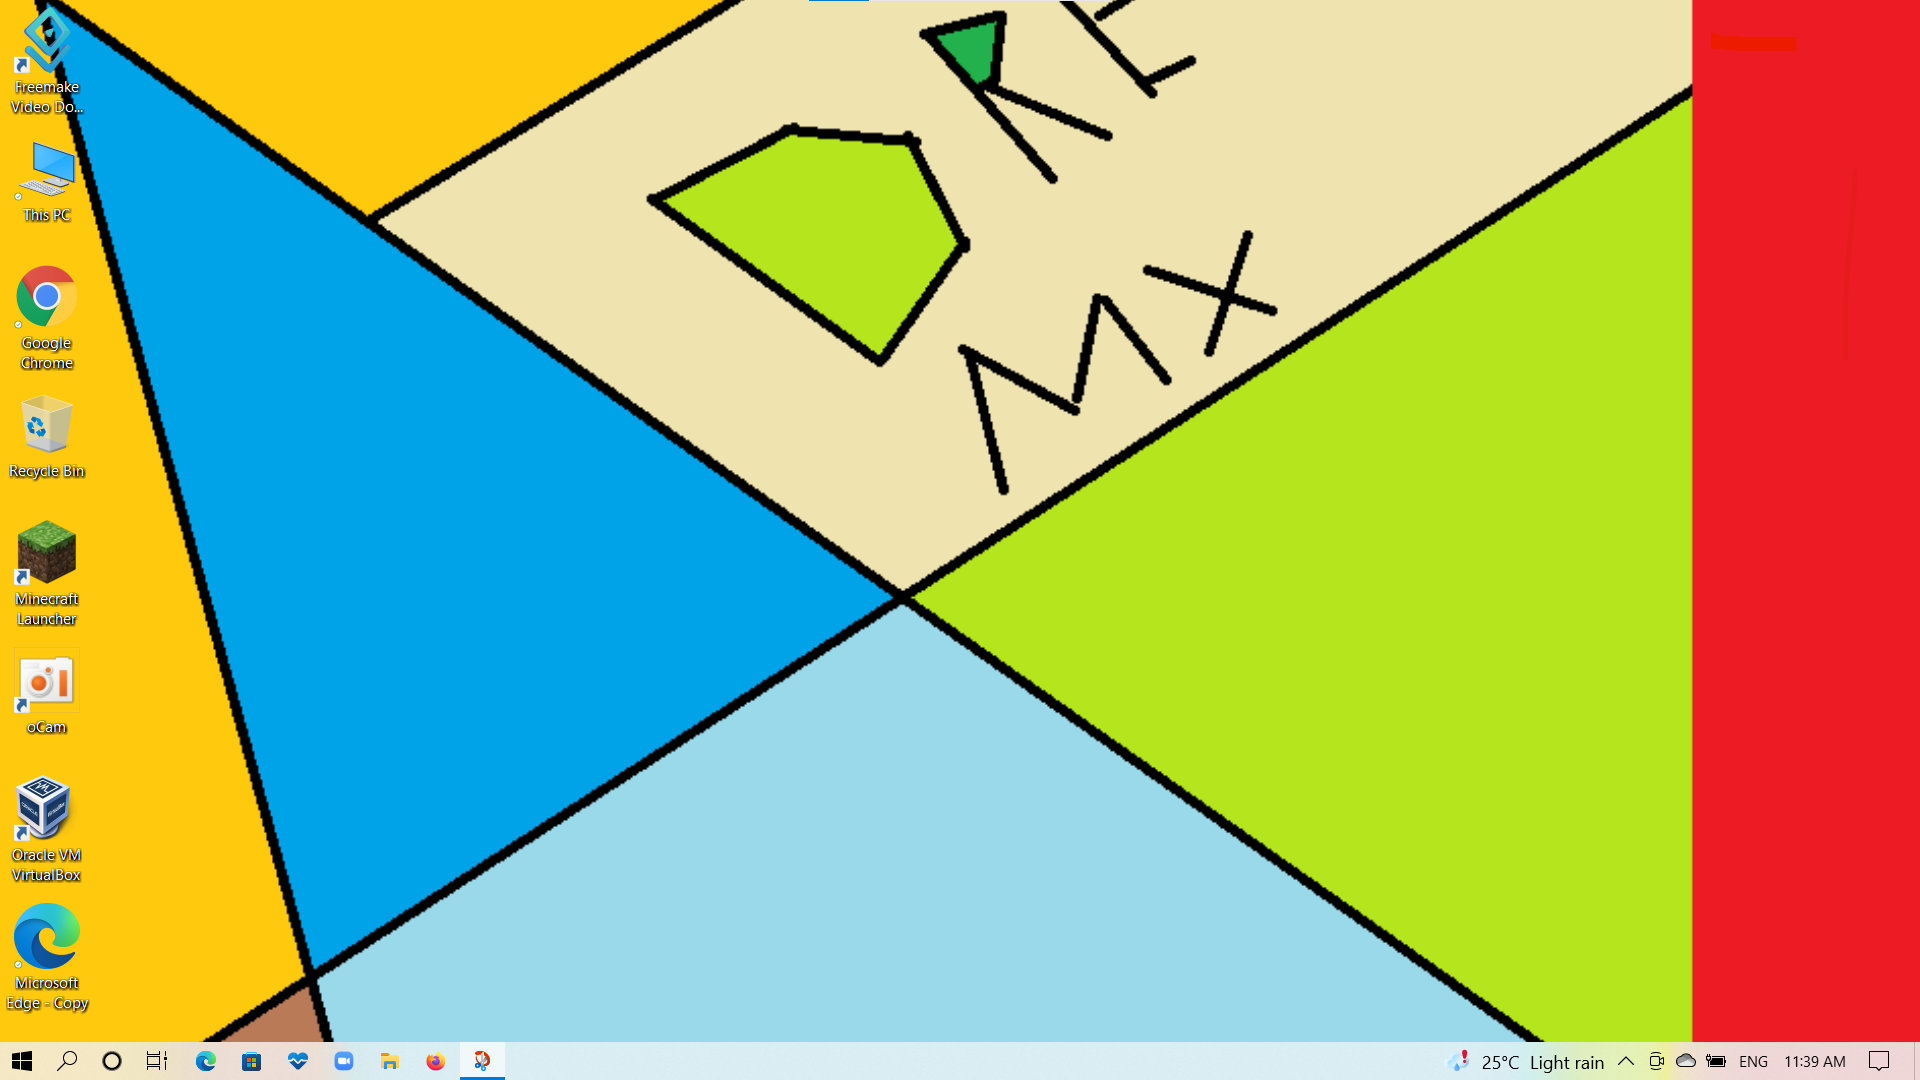 Freemake
Video Do...
This PC
Google
Chrome
Recycle Bin
Minecraft
Launcher
oCam
Oracle VM
VirtualBox
Microsoft
Edge - Copy
MX
25°C Light rain
ENG
11:39 AM